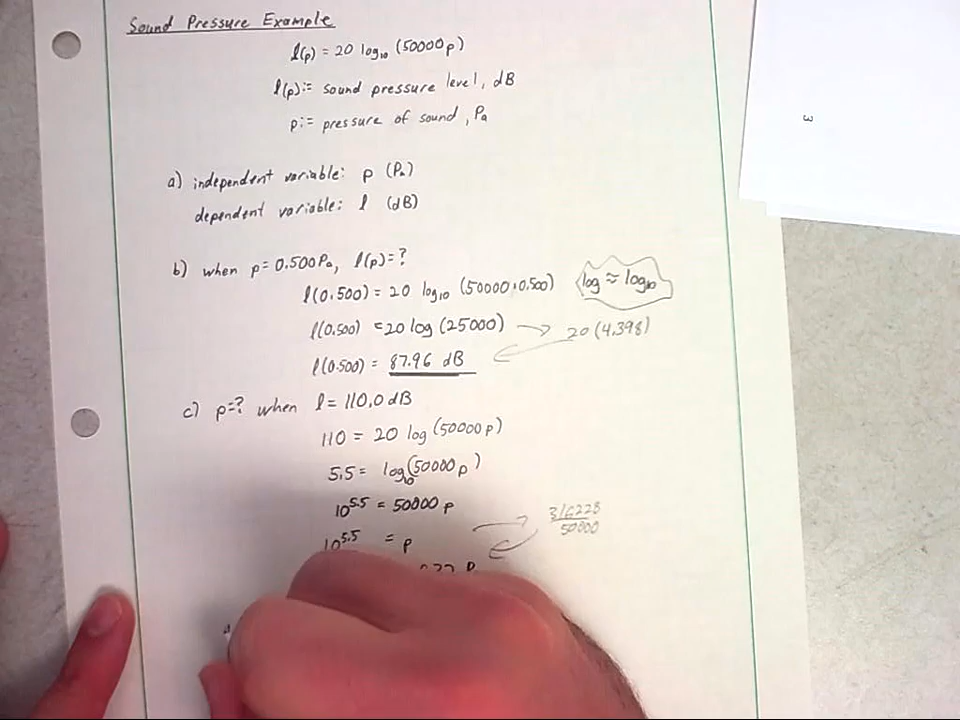 Sound Pressure Example
l(p) = 20 log₁₀ (50000p)
l(p):= sound pressure level, dB
p:= pressure of sound, Pa
a) independent variable: p (Pa)
dependent variable: l (dB)
b) when p=0.500Pa, l(p)=?
l(0.500) = 20 log₁₀ (50000·0.500) log ≈ log₁₀
l(0.500) = 20 log (25000) → 20 (4.398)
l(0.500) = 87.96 dB
c) p=? when l = 110.0 dB
110 = 20 log (50000 p)
5.5 = log₁₀(50000 p)
10^5.5 = 50000 p
316228
50000
10^5.5 = p